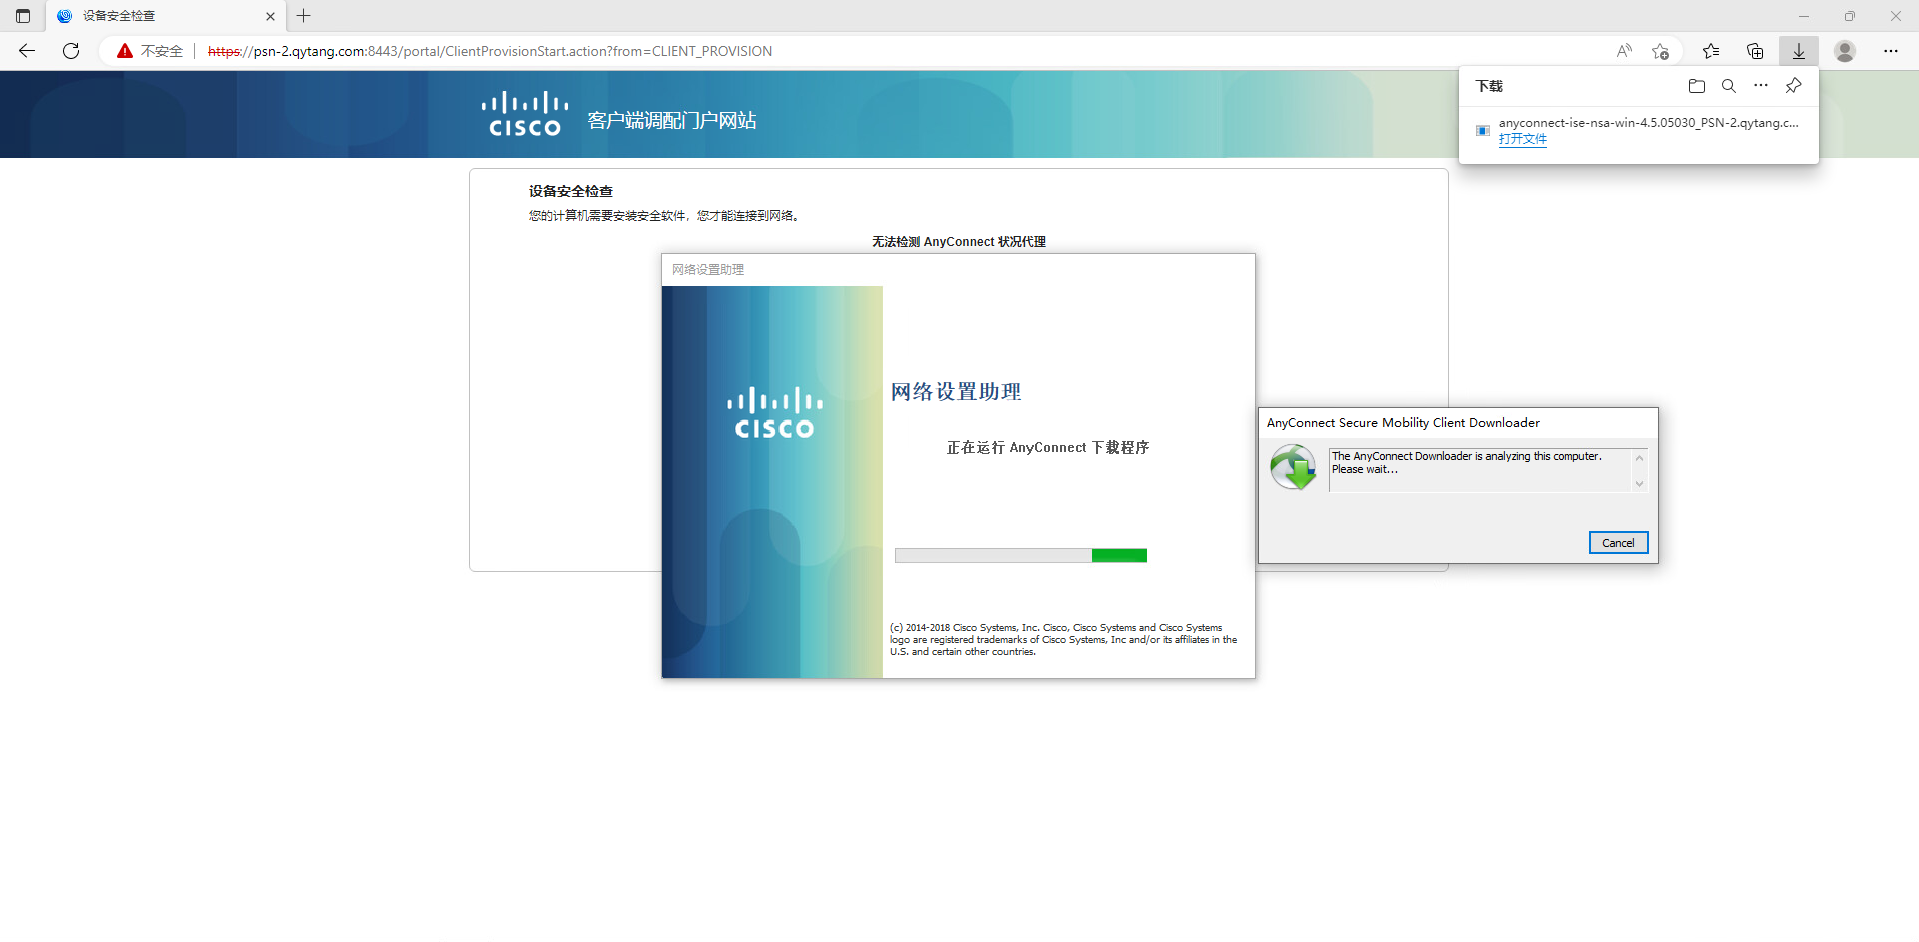 设备安全检查
不安全
https://psn-2.qytang.com:8443/portal/ClientProvisionStart.action?from=CLIENT_PROVISION
下载
anyconnect-ise-nsa-win-4.5.05030_PSN-2.qytang.c...
打开文件
CISCO
客户端调配门户网站
设备安全检查
您的计算机需要安装安全软件，您才能连接到网络。
无法检测 AnyConnect 状况代理
网络设置助理
CISCO
网络设置助理
正在运行 AnyConnect 下载程序
(c) 2014-2018 Cisco Systems, Inc. Cisco, Cisco Systems and Cisco Systems
logo are registered trademarks of Cisco Systems, Inc and/or its affiliates in the
U.S. and certain other countries.
AnyConnect Secure Mobility Client Downloader
The AnyConnect Downloader is analyzing this computer.
Please wait...
Cancel